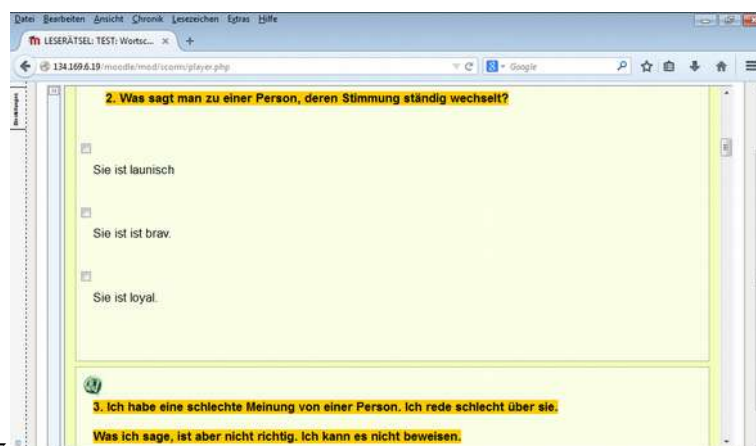 Datei Bearbeiten Ansicht Chronik Lesezeichen Extras Hilfe
LESERÄTSEL: TEST: Wortsc...
134.169.6.19/moodle/mod/scorm/player.php
Google
2. Was sagt man zu einer Person, deren Stimmung ständig wechselt?
Sie ist launisch
Sie ist ist brav.
Sie ist loyal.
3. Ich habe eine schlechte Meinung von einer Person. Ich rede schlecht über sie.
Was ich sage, ist aber nicht richtig. Ich kann es nicht beweisen.